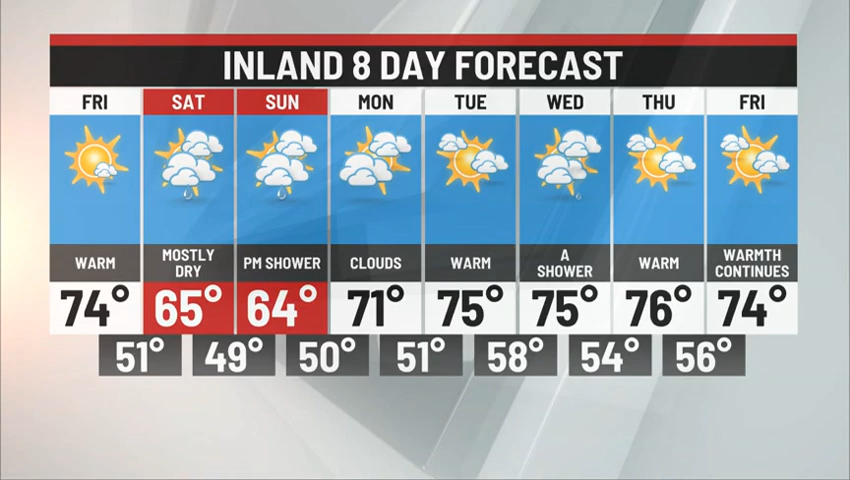 INLAND 8 DAY FORECAST
FRI SAT SUN MON TUE WED THU FRI
WARM MOSTLY DRY PM SHOWER CLOUDS WARM A SHOWER WARM WARMTH CONTINUES
74° 65° 64° 71° 75° 75° 76° 74°
51° 49° 50° 51° 58° 54° 56°